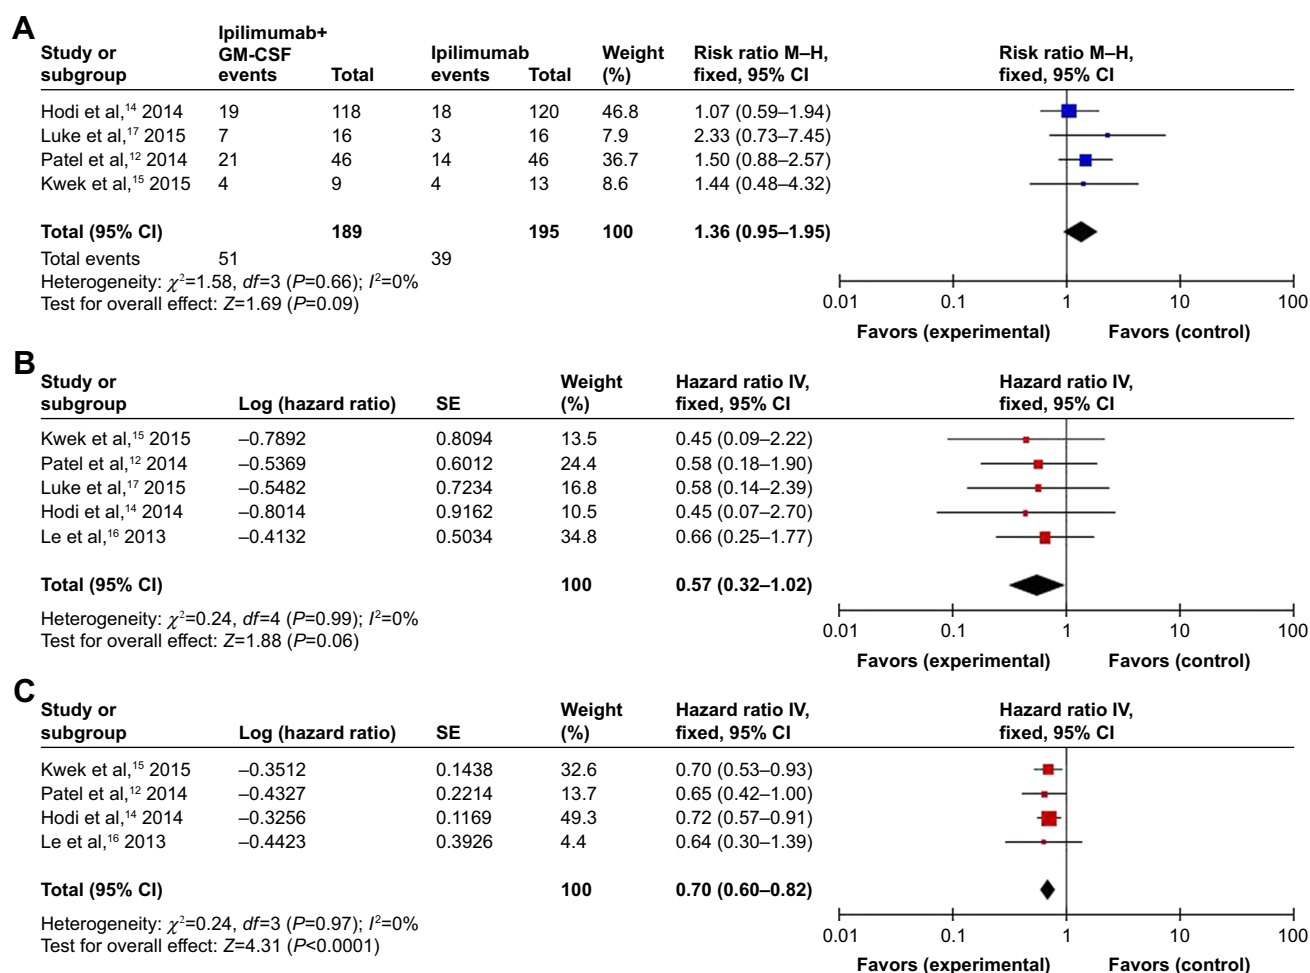 A
Study or subgroup | Ipilimumab+ GM-CSF events | Total | Ipilimumab events | Total | Weight (%) | Risk ratio M–H, fixed, 95% CI | Risk ratio M–H, fixed, 95% CI
Hodi et al,14 2014 19 118 18 120 46.8 1.07 (0.59–1.94)
Luke et al,17 2015 7 16 3 16 7.9 2.33 (0.73–7.45)
Patel et al,12 2014 21 46 14 46 36.7 1.50 (0.88–2.57)
Kwek et al,15 2015 4 9 4 13 8.6 1.44 (0.48–4.32)
Total (95% CI) 189 195 100 1.36 (0.95–1.95)
Total events 51 39
Heterogeneity: χ²=1.58, df=3 (P=0.66); I²=0%
Test for overall effect: Z=1.69 (P=0.09)
0.01 0.1 1 10 100
Favors (experimental) Favors (control)
B
Study or subgroup | Log (hazard ratio) | SE | Weight (%) | Hazard ratio IV, fixed, 95% CI | Hazard ratio IV, fixed, 95% CI
Kwek et al,15 2015 –0.7892 0.8094 13.5 0.45 (0.09–2.22)
Patel et al,12 2014 –0.5369 0.6012 24.4 0.58 (0.18–1.90)
Luke et al,17 2015 –0.5482 0.7234 16.8 0.58 (0.14–2.39)
Hodi et al,14 2014 –0.8014 0.9162 10.5 0.45 (0.07–2.70)
Le et al,16 2013 –0.4132 0.5034 34.8 0.66 (0.25–1.77)
Total (95% CI) 100 0.57 (0.32–1.02)
Heterogeneity: χ²=0.24, df=4 (P=0.99); I²=0%
Test for overall effect: Z=1.88 (P=0.06)
0.01 0.1 1 10 100
Favors (experimental) Favors (control)
C
Study or subgroup | Log (hazard ratio) | SE | Weight (%) | Hazard ratio IV, fixed, 95% CI | Hazard ratio IV, fixed, 95% CI
Kwek et al,15 2015 –0.3512 0.1438 32.6 0.70 (0.53–0.93)
Patel et al,12 2014 –0.4327 0.2214 13.7 0.65 (0.42–1.00)
Hodi et al,14 2014 –0.3256 0.1169 49.3 0.72 (0.57–0.91)
Le et al,16 2013 –0.4423 0.3926 4.4 0.64 (0.30–1.39)
Total (95% CI) 100 0.70 (0.60–0.82)
Heterogeneity: χ²=0.24, df=3 (P=0.97); I²=0%
Test for overall effect: Z=4.31 (P<0.0001)
0.01 0.1 1 10 100
Favors (experimental) Favors (control)